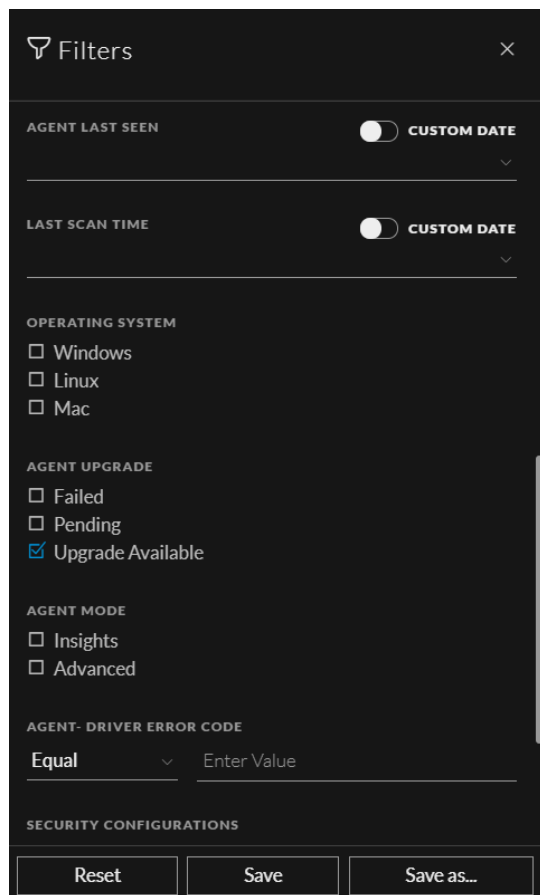 Filters
AGENT LAST SEEN
CUSTOM DATE
LAST SCAN TIME
CUSTOM DATE
OPERATING SYSTEM
Windows
Linux
Mac
AGENT UPGRADE
Failed
Pending
Upgrade Available
AGENT MODE
Insights
Advanced
AGENT- DRIVER ERROR CODE
Equal Enter Value
SECURITY CONFIGURATIONS
Reset Save Save as...